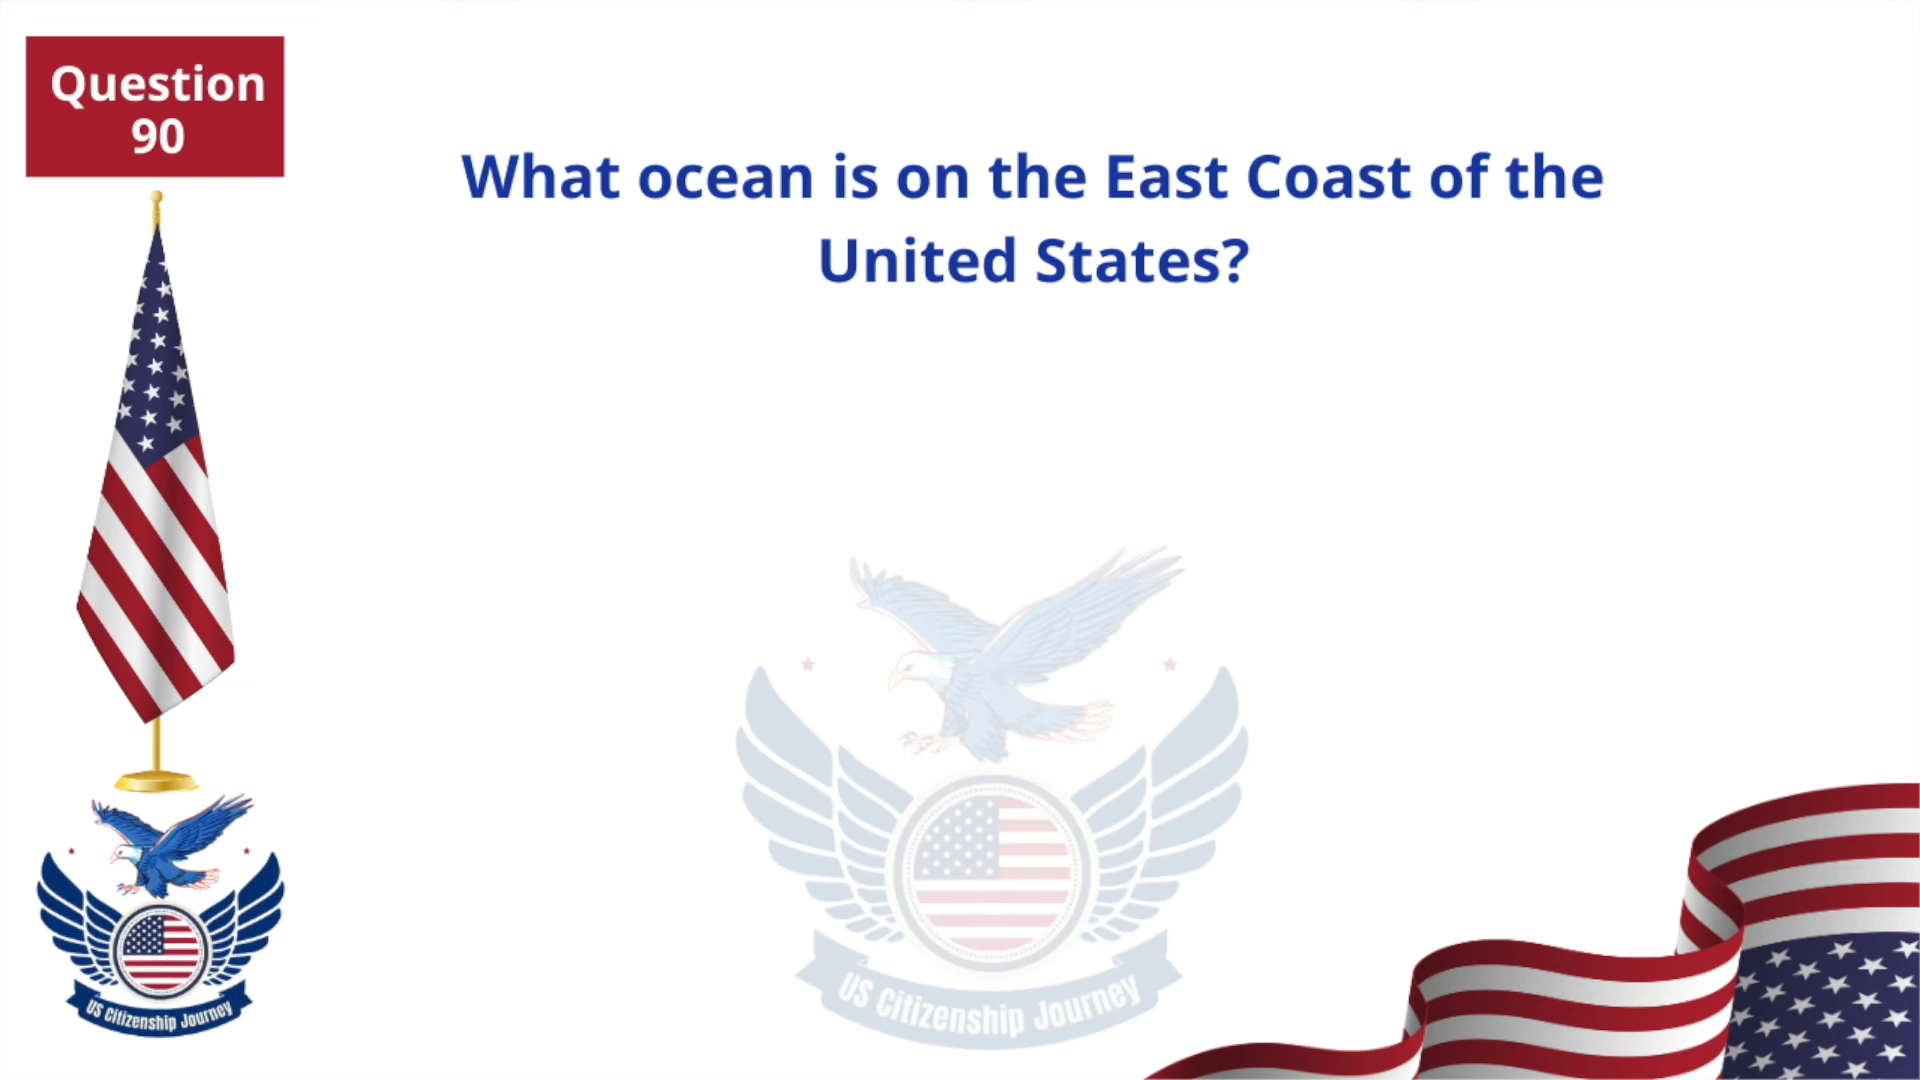 Question
90
What ocean is on the East Coast of the
United States?
US Citizenship Journey
US Citizenship Journey